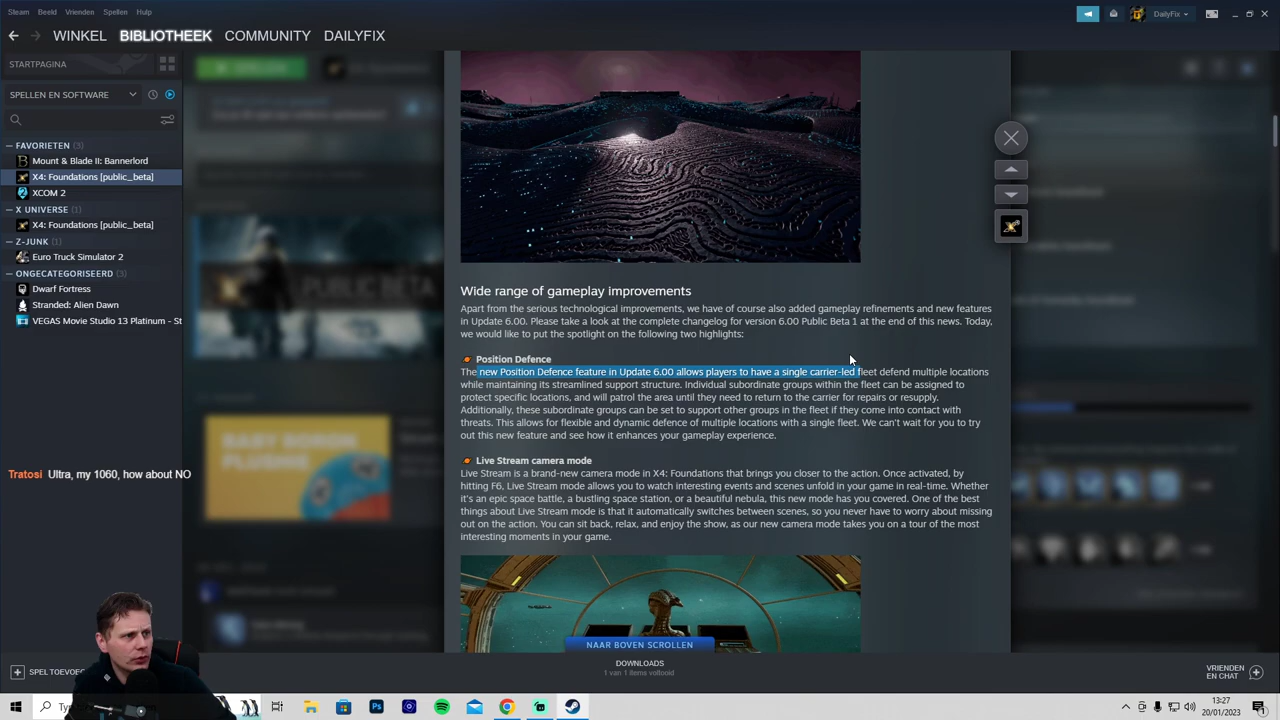 Steam Beeld Vrienden Spellen Help
DailyFix
WINKEL BIBLIOTHEEK COMMUNITY DAILYFIX
STARTPAGINA
SPELLEN EN SOFTWARE
FAVORIETEN (3)
Mount & Blade II: Bannerlord
X4: Foundations [public_beta]
XCOM 2
X UNIVERSE (1)
X4: Foundations [public_beta]
Z-JUNK (1)
Euro Truck Simulator 2
ONGECATEGORISEERD (3)
Dwarf Fortress
Stranded: Alien Dawn
VEGAS Movie Studio 13 Platinum - St
Tratosi Ultra, my 1060, how about NO
Wide range of gameplay improvements
Apart from the serious technological improvements, we have of course also added gameplay refinements and new features
in Update 6.00. Please take a look at the complete changelog for version 6.00 Public Beta 1 at the end of this news. Today,
we would like to put the spotlight on the following two highlights:
Position Defence
The new Position Defence feature in Update 6.00 allows players to have a single carrier-led fleet defend multiple locations
while maintaining its streamlined support structure. Individual subordinate groups within the fleet can be assigned to
protect specific locations, and will patrol the area until they need to return to the carrier for repairs or resupply.
Additionally, these subordinate groups can be set to support other groups in the fleet if they come into contact with
threats. This allows for flexible and dynamic defence of multiple locations with a single fleet. We can't wait for you to try
out this new feature and see how it enhances your gameplay experience.
Live Stream camera mode
Live Stream is a brand-new camera mode in X4: Foundations that brings you closer to the action. Once activated, by
hitting F6, Live Stream mode allows you to watch interesting events and scenes unfold in your game in real-time. Whether
it's an epic space battle, a bustling space station, or a beautiful nebula, this new mode has you covered. One of the best
things about Live Stream mode is that it automatically switches between scenes, so you never have to worry about missing
out on the action. You can sit back, relax, and enjoy the show, as our new camera mode takes you on a tour of the most
interesting moments in your game.
NAAR BOVEN SCROLLEN
SPEL TOEVOE
DOWNLOADS
1 van 1 items voltooid
VRIENDEN
EN CHAT
13:27
20/01/2023